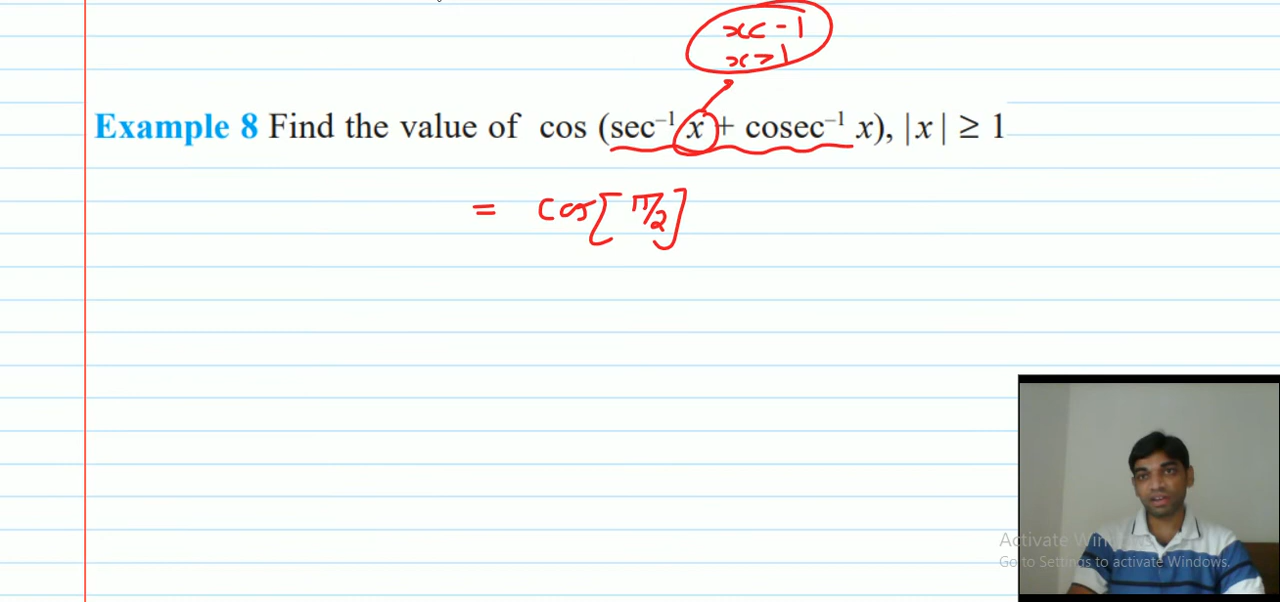 x < -1
x > 1
Example 8 Find the value of cos (sec⁻¹ x + cosec⁻¹ x), | x | ≥ 1
= cos[π/2]
Activate Win
Go to Settings to activate Windows.